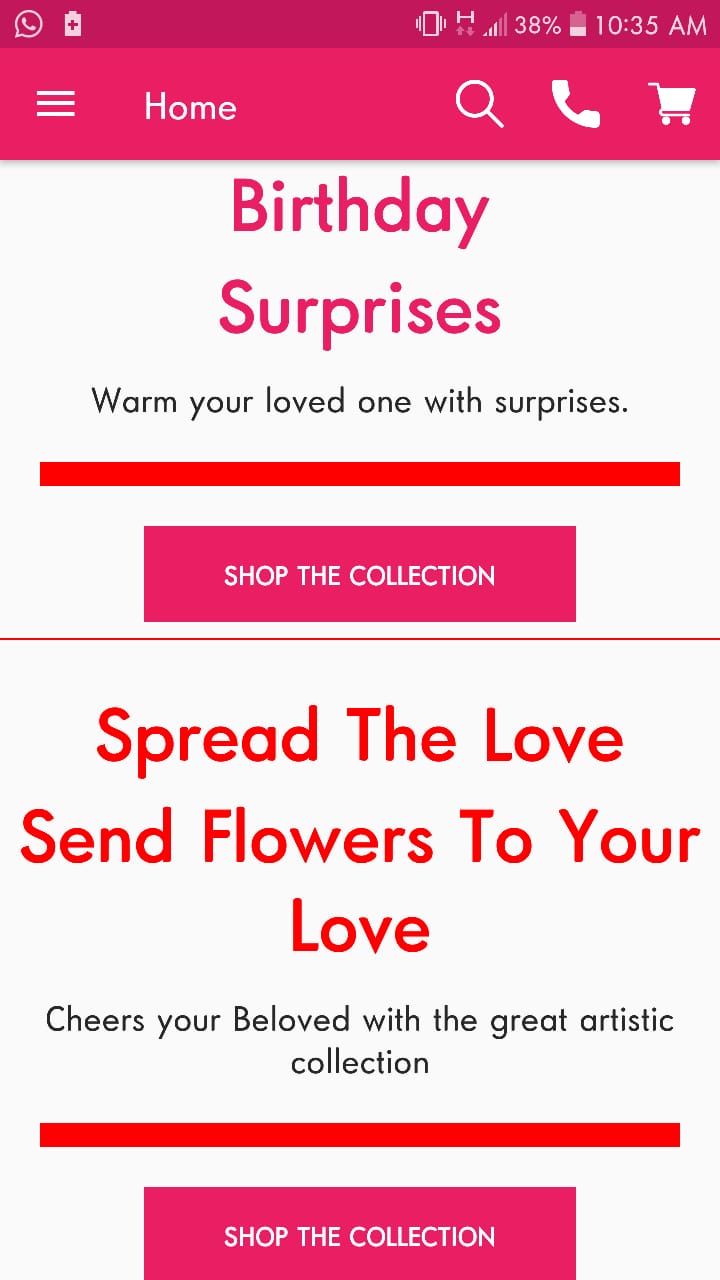 H 38% 10:35 AM
Home
Birthday
Surprises
Warm your loved one with surprises.
SHOP THE COLLECTION
Spread The Love
Send Flowers To Your
Love
Cheers your Beloved with the great artistic
collection
SHOP THE COLLECTION